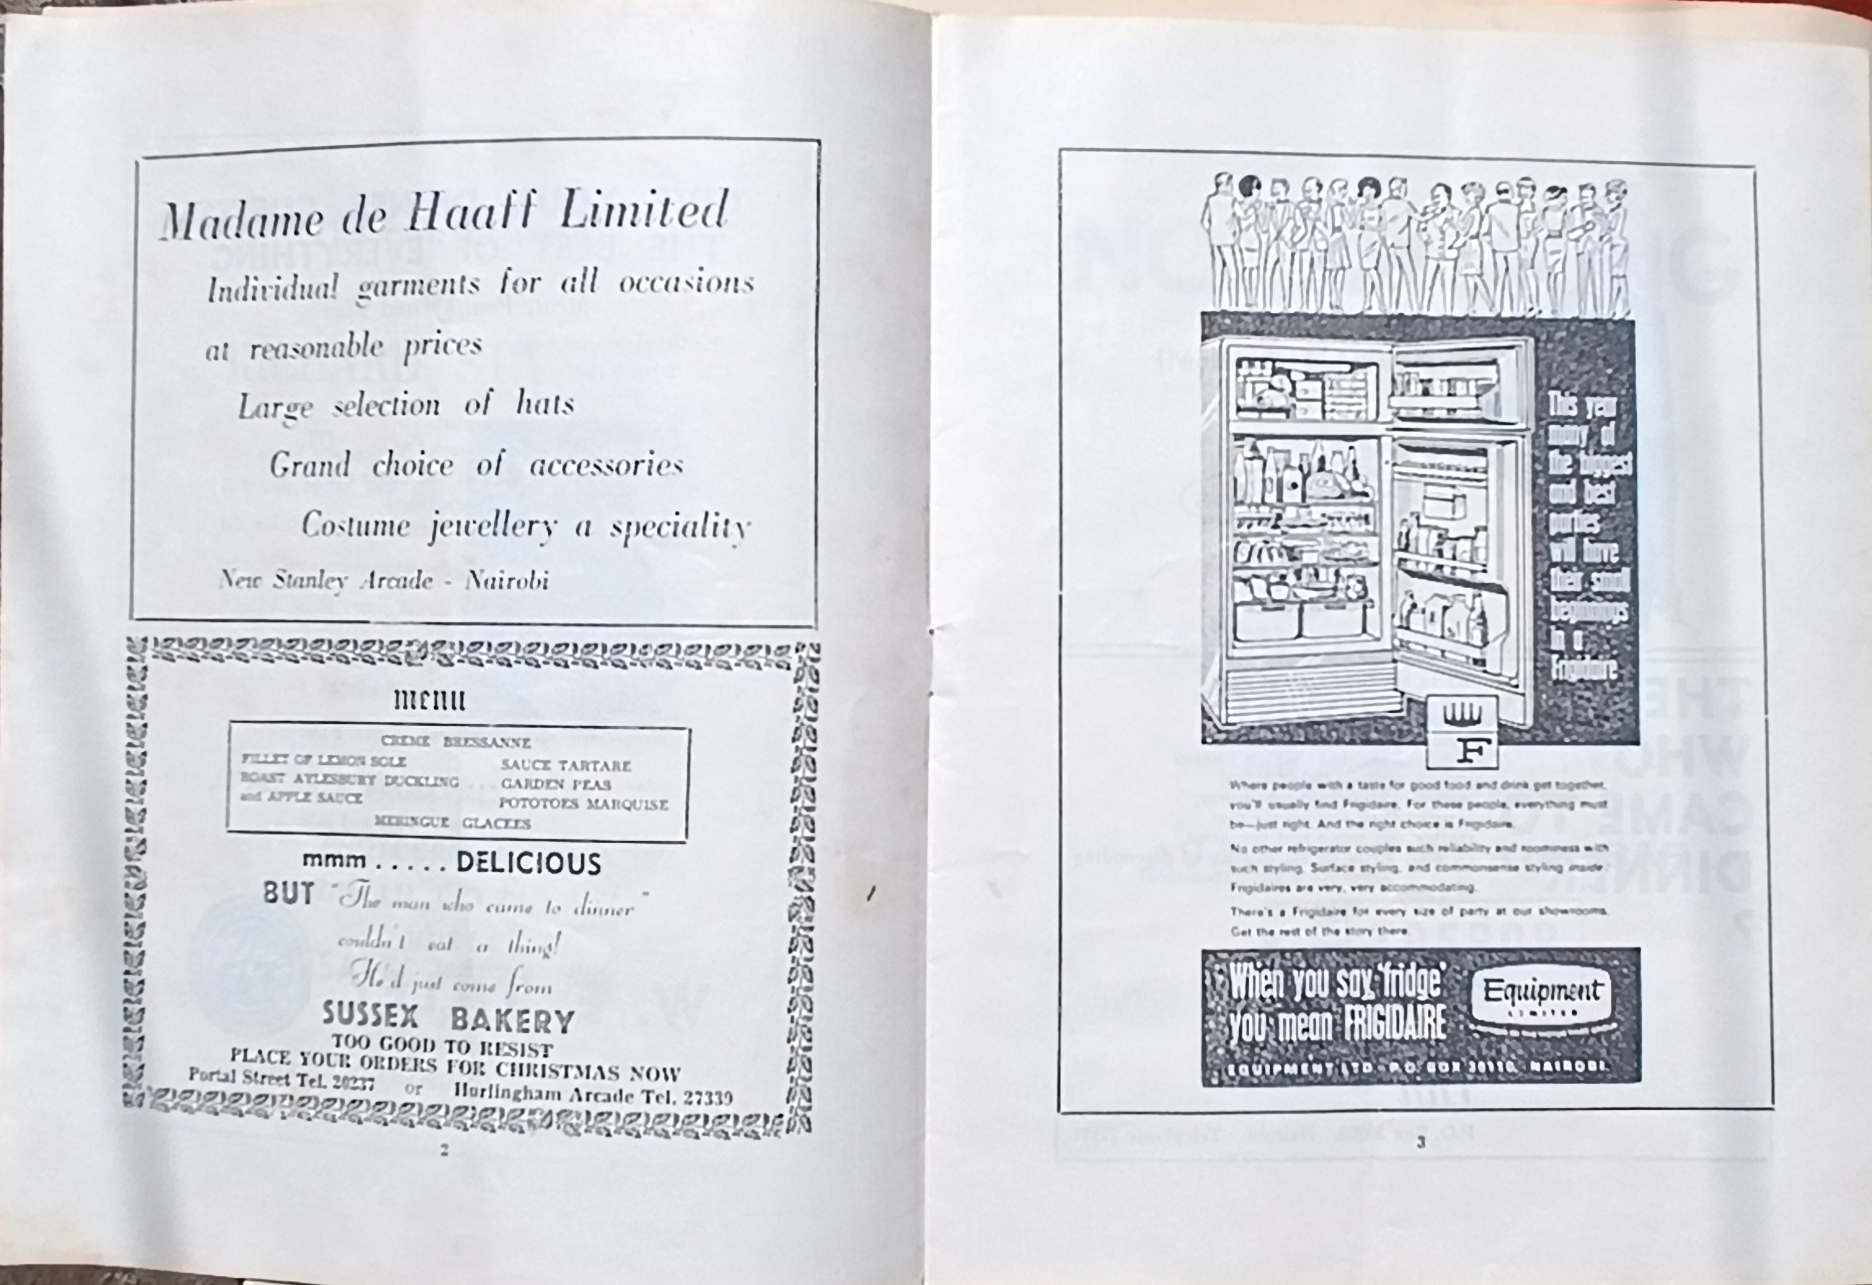 Madame de Haaff Limited
Individual garments for all occasions
at reasonable prices
Large selection of hats
Grand choice of accessories
Costume jewellery a speciality
New Stanley Arcade - Nairobi
MENU
CREME BRESSANNE
FILLET OF LEMON SOLE SAUCE TARTARE
ROAST AYLESBURY DUCKLING ... GARDEN PEAS
and APPLE SAUCE POTOTOES MARQUISE
MERINGUE GLACEES
mmm ..... DELICIOUS
BUT "The man who came to dinner"
couldn't eat a thing!
He'd just come from
SUSSEX BAKERY
TOO GOOD TO RESIST
PLACE YOUR ORDERS FOR CHRISTMAS NOW
Portal Street Tel. 20237 or Hurlingham Arcade Tel. 27339
2
This year
many of
the biggest
and best
parties
will have
their small
beginnings
in a
Frigidaire
F
Where people with a taste for good food and drink get together,
you'll usually find Frigidaire. For these people, everything must
be—just right. And the right choice is Frigidaire.
No other refrigerator couples such reliability and roominess with
such styling. Surface styling, and commonsense styling inside.
Frigidaires are very, very accommodating.
There's a Frigidaire for every size of party at our showrooms.
Get the rest of the story there.
When you say 'fridge'
you mean FRIGIDAIRE
Equipment
LIMITED
EQUIPMENT LTD · P.O. BOX NAIROBI.
3